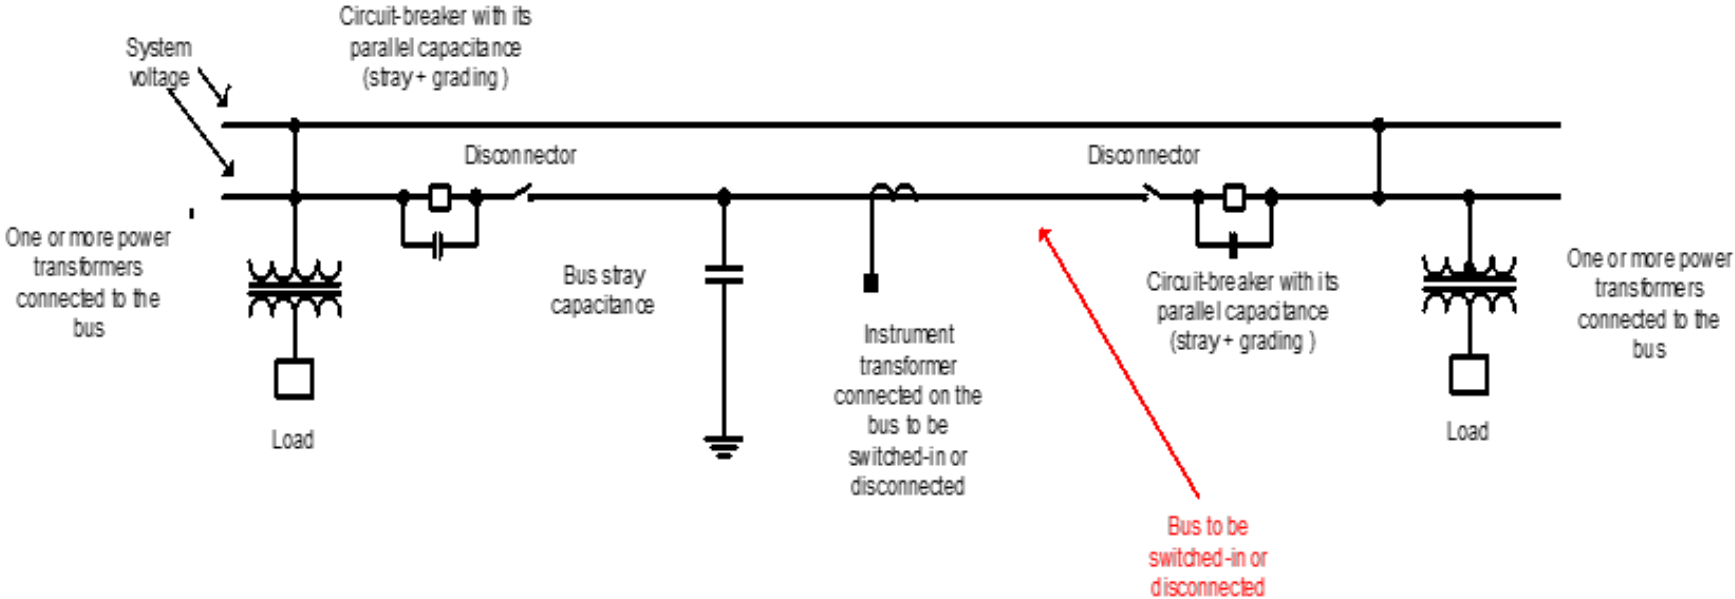 Circuit-breaker with its
parallel capacitance
(stray + grading )
System
voltage
Disconnector
Disconnector
One or more power
transformers
connected to the
bus
Bus stray
capacitance
Instrument
transformer
connected on the
bus to be
switched-in or
disconnected
Circuit-breaker with its
parallel capacitance
(stray + grading )
One or more power
transformers
connected to the
bus
Load
Load
Bus to be
switched-in or
disconnected